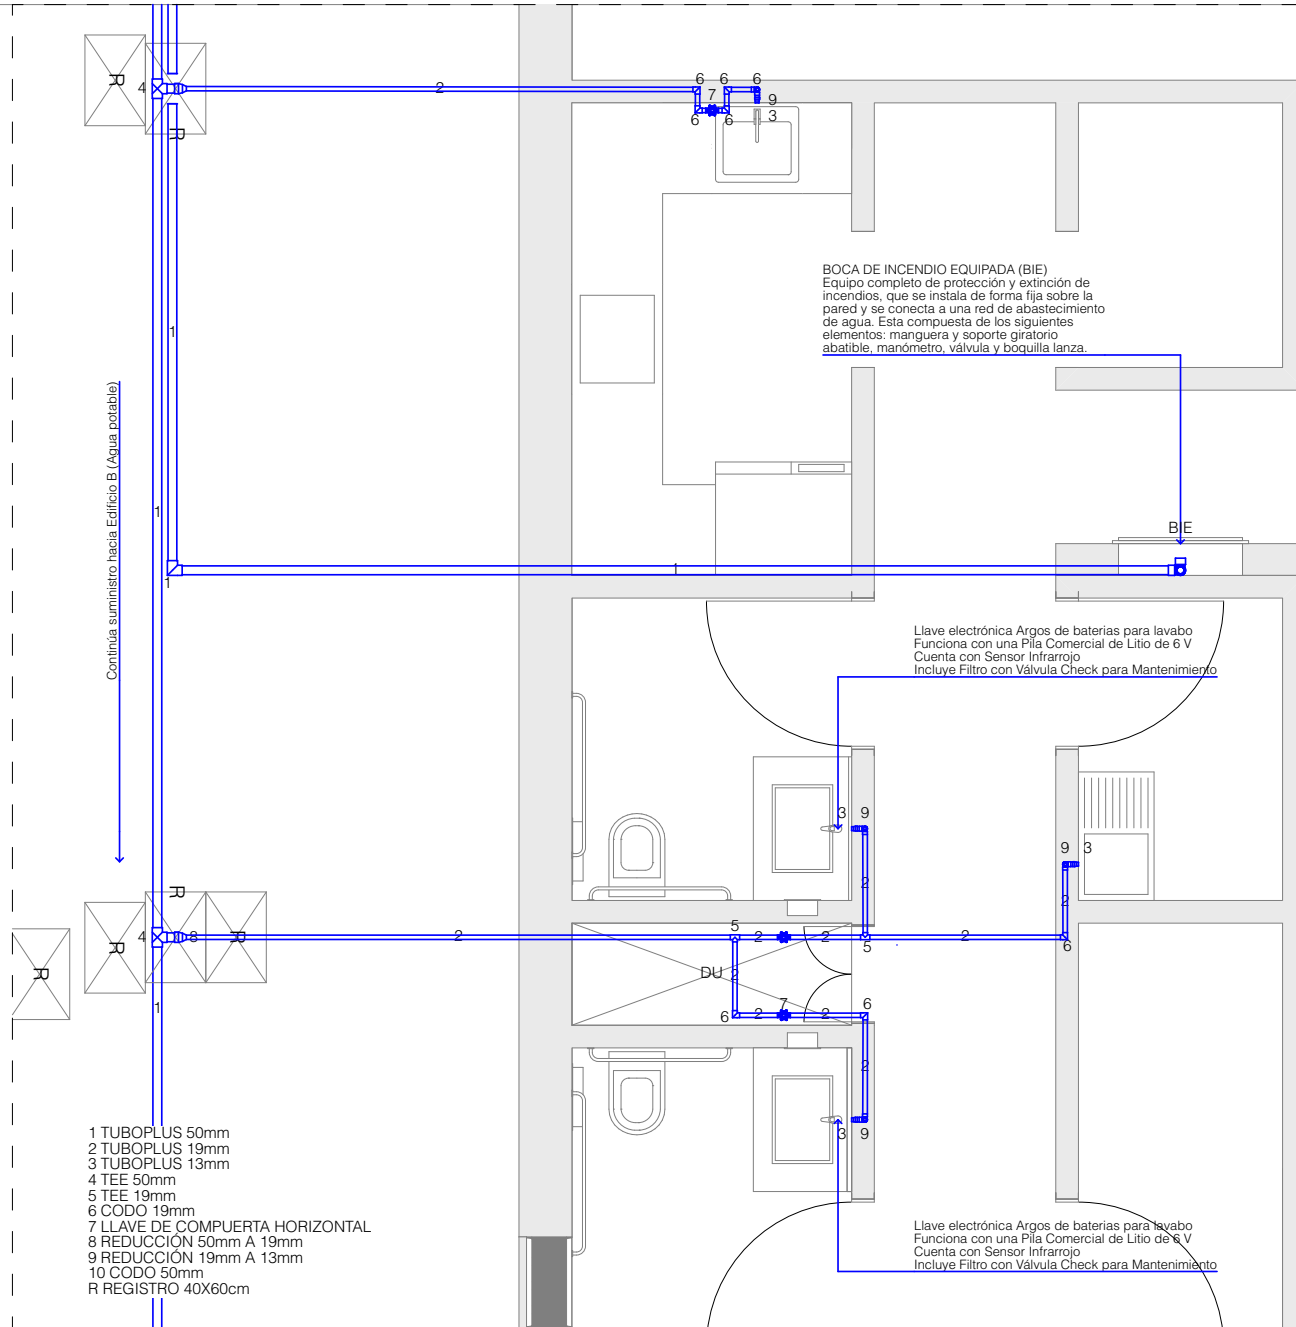 R
4
R
2
6
6
6
7
9
6
6
3
BOCA DE INCENDIO EQUIPADA (BIE)
Equipo completo de protección y extinción de
incendios, que se instala de forma fija sobre la
pared y se conecta a una red de abastecimiento
de agua. Esta compuesta de los siguientes
elementos: manguera y soporte giratorio
abatible, manómetro, válvula y boquilla lanza.
1
Continúa suministro hacia Edificio B (Agua potable)
1
BIE
1
1
Llave electrónica Argos de baterias para lavabo
Funciona con una Pila Comercial de Litio de 6 V
Cuenta con Sensor Infrarrojo
Incluye Filtro con Válvula Check para Mantenimiento
3
9
9
3
2
2
R
4
8
R
R
R
2
5
2
2
5
2
6
DU
2
7
6
6
2
2
1
2
3
9
1 TUBOPLUS 50mm
2 TUBOPLUS 19mm
3 TUBOPLUS 13mm
4 TEE 50mm
5 TEE 19mm
6 CODO 19mm
7 LLAVE DE COMPUERTA HORIZONTAL
8 REDUCCIÓN 50mm A 19mm
9 REDUCCIÓN 19mm A 13mm
10 CODO 50mm
R REGISTRO 40X60cm
Llave electrónica Argos de baterias para lavabo
Funciona con una Pila Comercial de Litio de 6 V
Cuenta con Sensor Infrarrojo
Incluye Filtro con Válvula Check para Mantenimiento